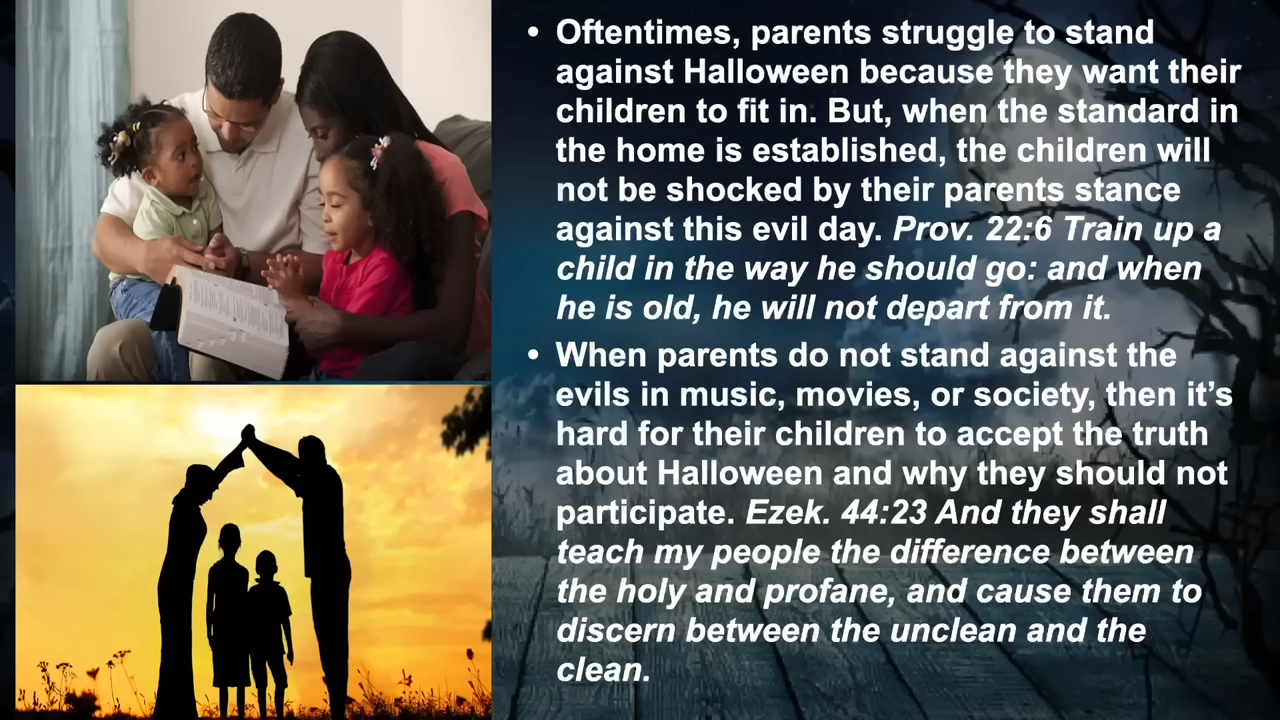 • Oftentimes, parents struggle to stand
against Halloween because they want their
children to fit in. But, when the standard in
the home is established, the children will
not be shocked by their parents stance
against this evil day. Prov. 22:6 Train up a
child in the way he should go: and when
he is old, he will not depart from it.
• When parents do not stand against the
evils in music, movies, or society, then it’s
hard for their children to accept the truth
about Halloween and why they should not
participate. Ezek. 44:23 And they shall
teach my people the difference between
the holy and profane, and cause them to
discern between the unclean and the
clean.